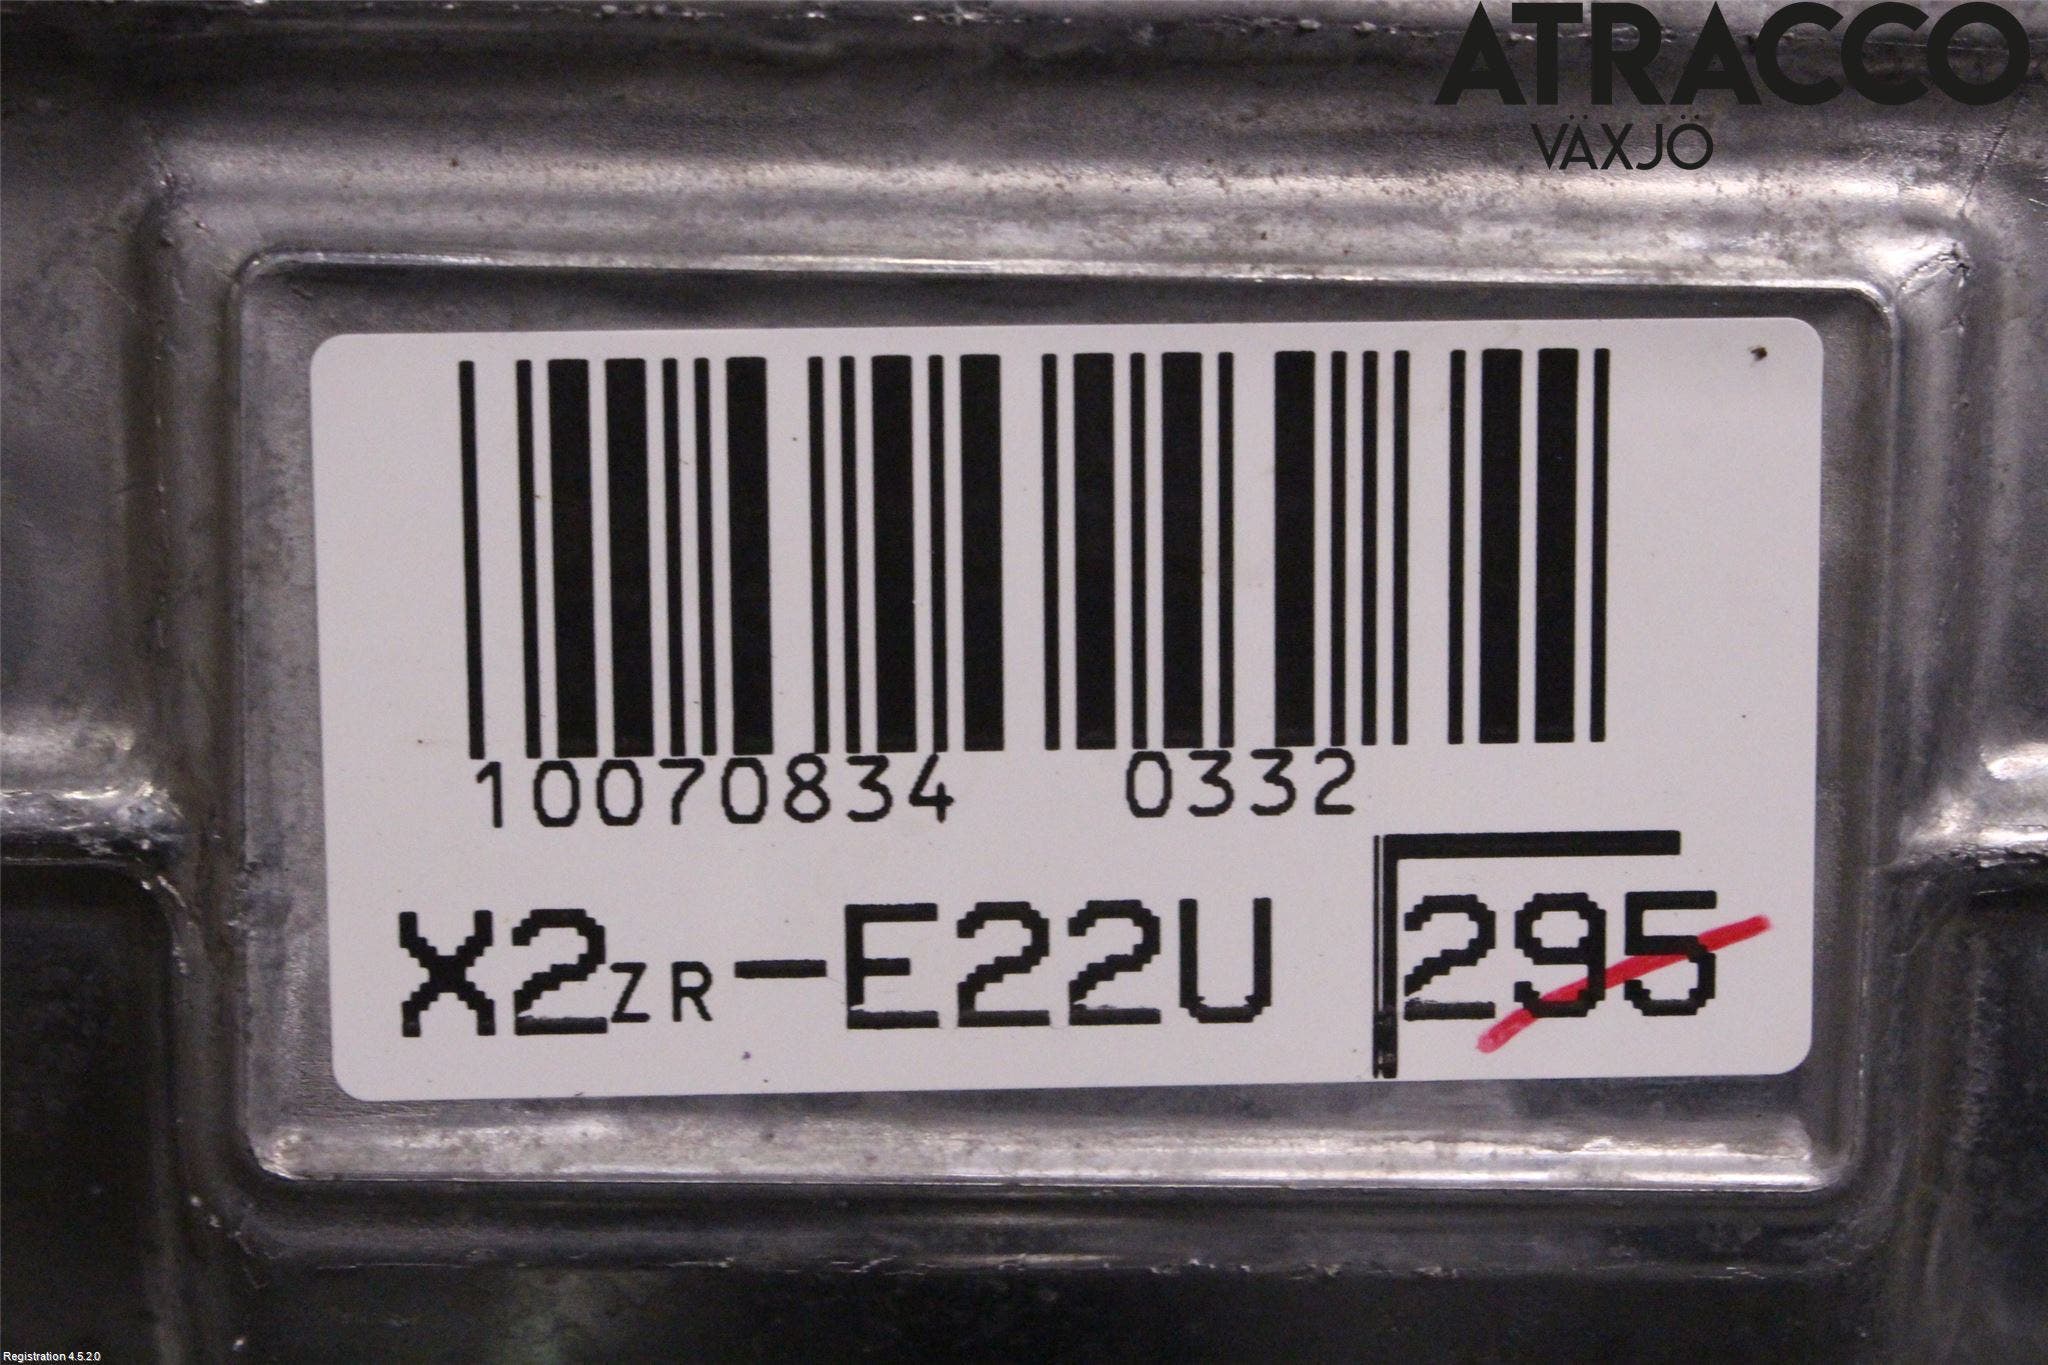 ATRACCO
VÄXJÖ
10070834 0332
X2ZR-E22U 295
Registration 4.5.2.0